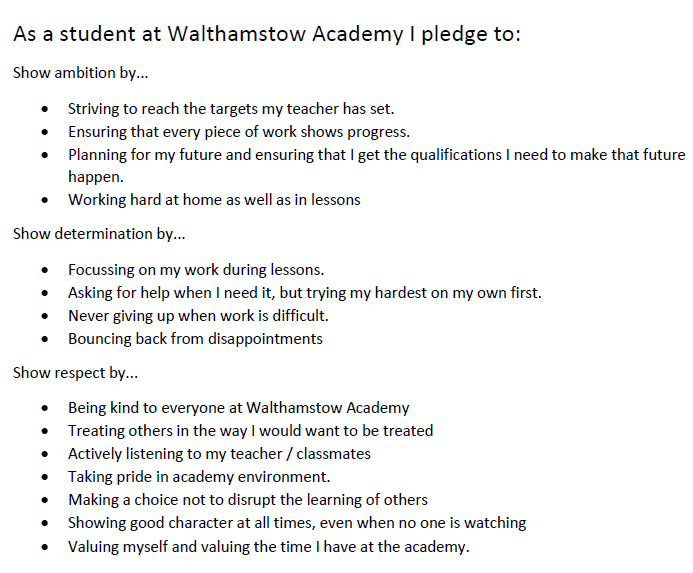 As a student at Walthamstow Academy I pledge to:
Show ambition by...
• Striving to reach the targets my teacher has set.
• Ensuring that every piece of work shows progress.
• Planning for my future and ensuring that I get the qualifications I need to make that future
happen.
• Working hard at home as well as in lessons
Show determination by...
• Focussing on my work during lessons.
• Asking for help when I need it, but trying my hardest on my own first.
• Never giving up when work is difficult.
• Bouncing back from disappointments
Show respect by...
• Being kind to everyone at Walthamstow Academy
• Treating others in the way I would want to be treated
• Actively listening to my teacher / classmates
• Taking pride in academy environment.
• Making a choice not to disrupt the learning of others
• Showing good character at all times, even when no one is watching
• Valuing myself and valuing the time I have at the academy.